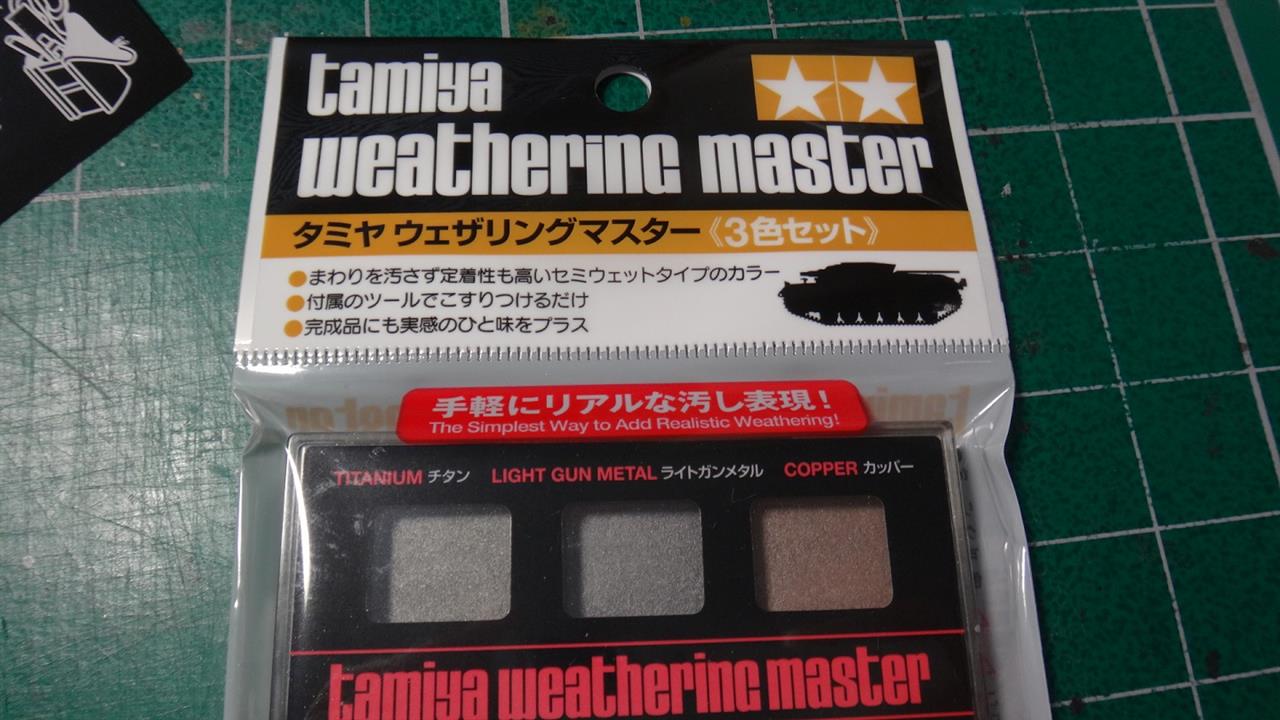 tamiya
weathering master
タミヤ ウェザリングマスター《3色セット》
●まわりを汚さず定着性も高いセミウェットタイプのカラー
●付属のツールでこすりつけるだけ
●完成品にも実感のひと味をプラス
手軽にリアルな汚し表現!
The Simplest Way to Add Realistic Weathering!
TITANIUM チタン LIGHT GUN METAL ライトガンメタル COPPER カッパー
tamiya weathering master